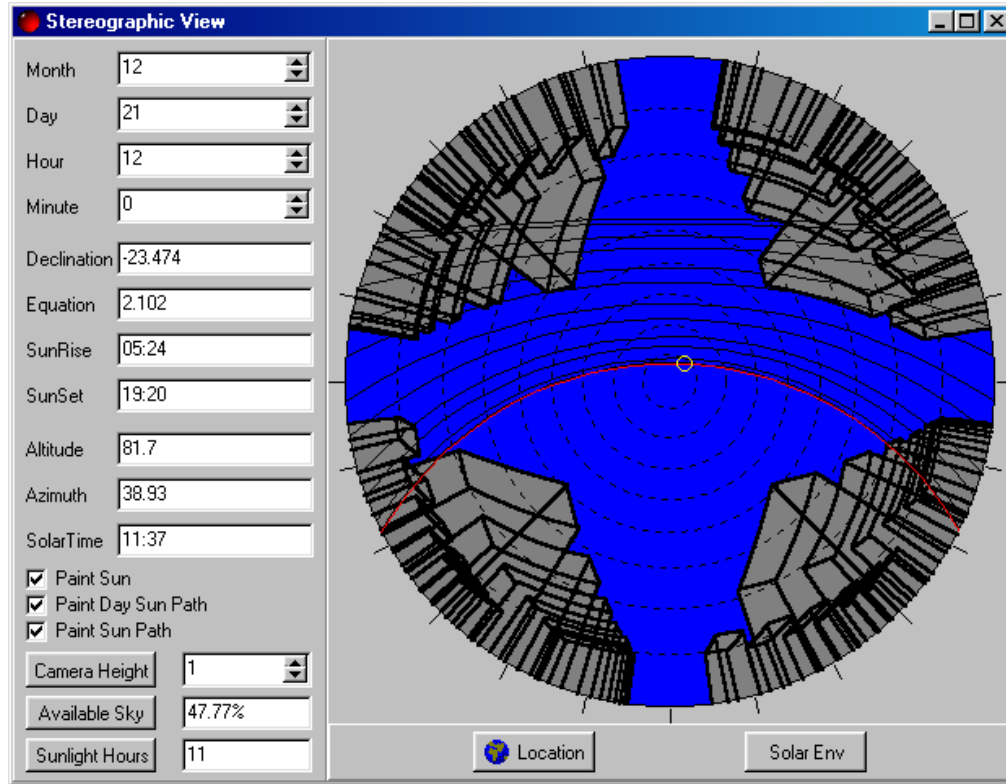 Stereographic View
Month 12
Day 21
Hour 12
Minute 0
Declination -23.474
Equation 2.102
SunRise 05:24
SunSet 19:20
Altitude 81.7
Azimuth 38.93
SolarTime 11:37
Paint Sun
Paint Day Sun Path
Paint Sun Path
Camera Height 1
Available Sky 47.77%
Sunlight Hours 11
Location
Solar Env